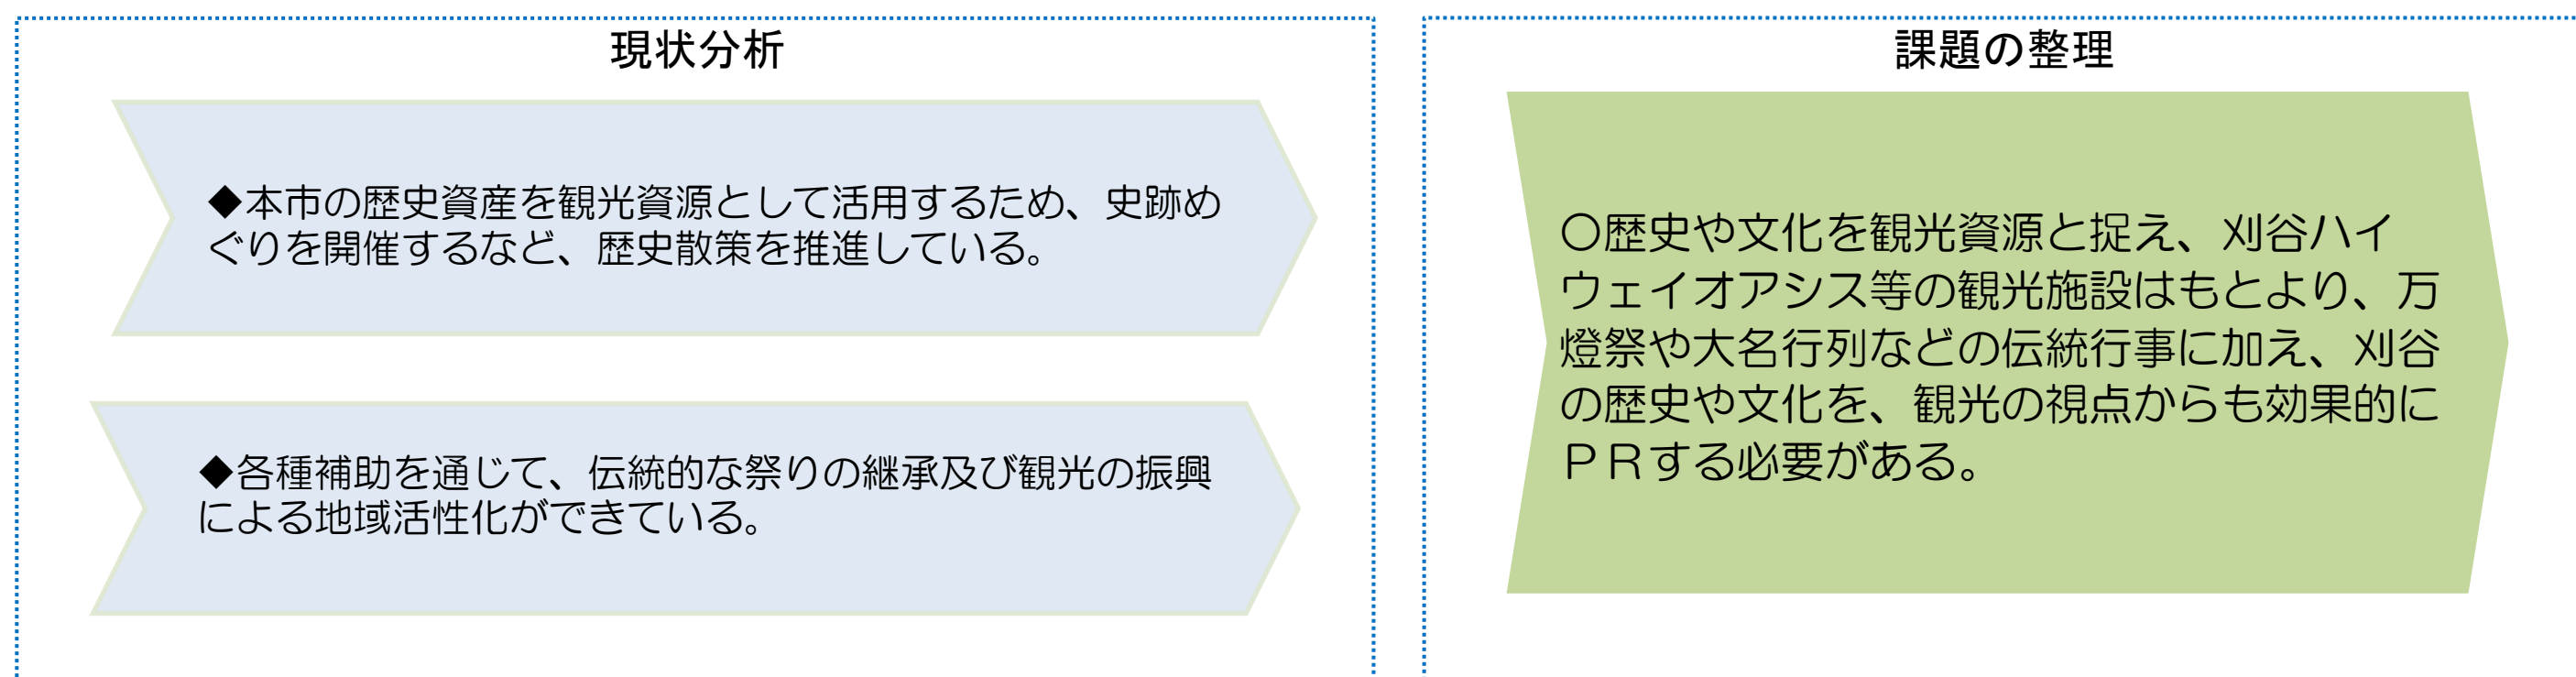 現状分析
◆本市の歴史資産を観光資源として活用するため、史跡め
ぐりを開催するなど、歴史散策を推進している。
◆各種補助を通じて、伝統的な祭りの継承及び観光の振興
による地域活性化ができている。
課題の整理
〇歴史や文化を観光資源と捉え、刈谷ハイ
ウェイオアシス等の観光施設はもとより、万
燈祭や大名行列などの伝統行事に加え、刈谷
の歴史や文化を、観光の視点からも効果的に
ＰＲする必要がある。